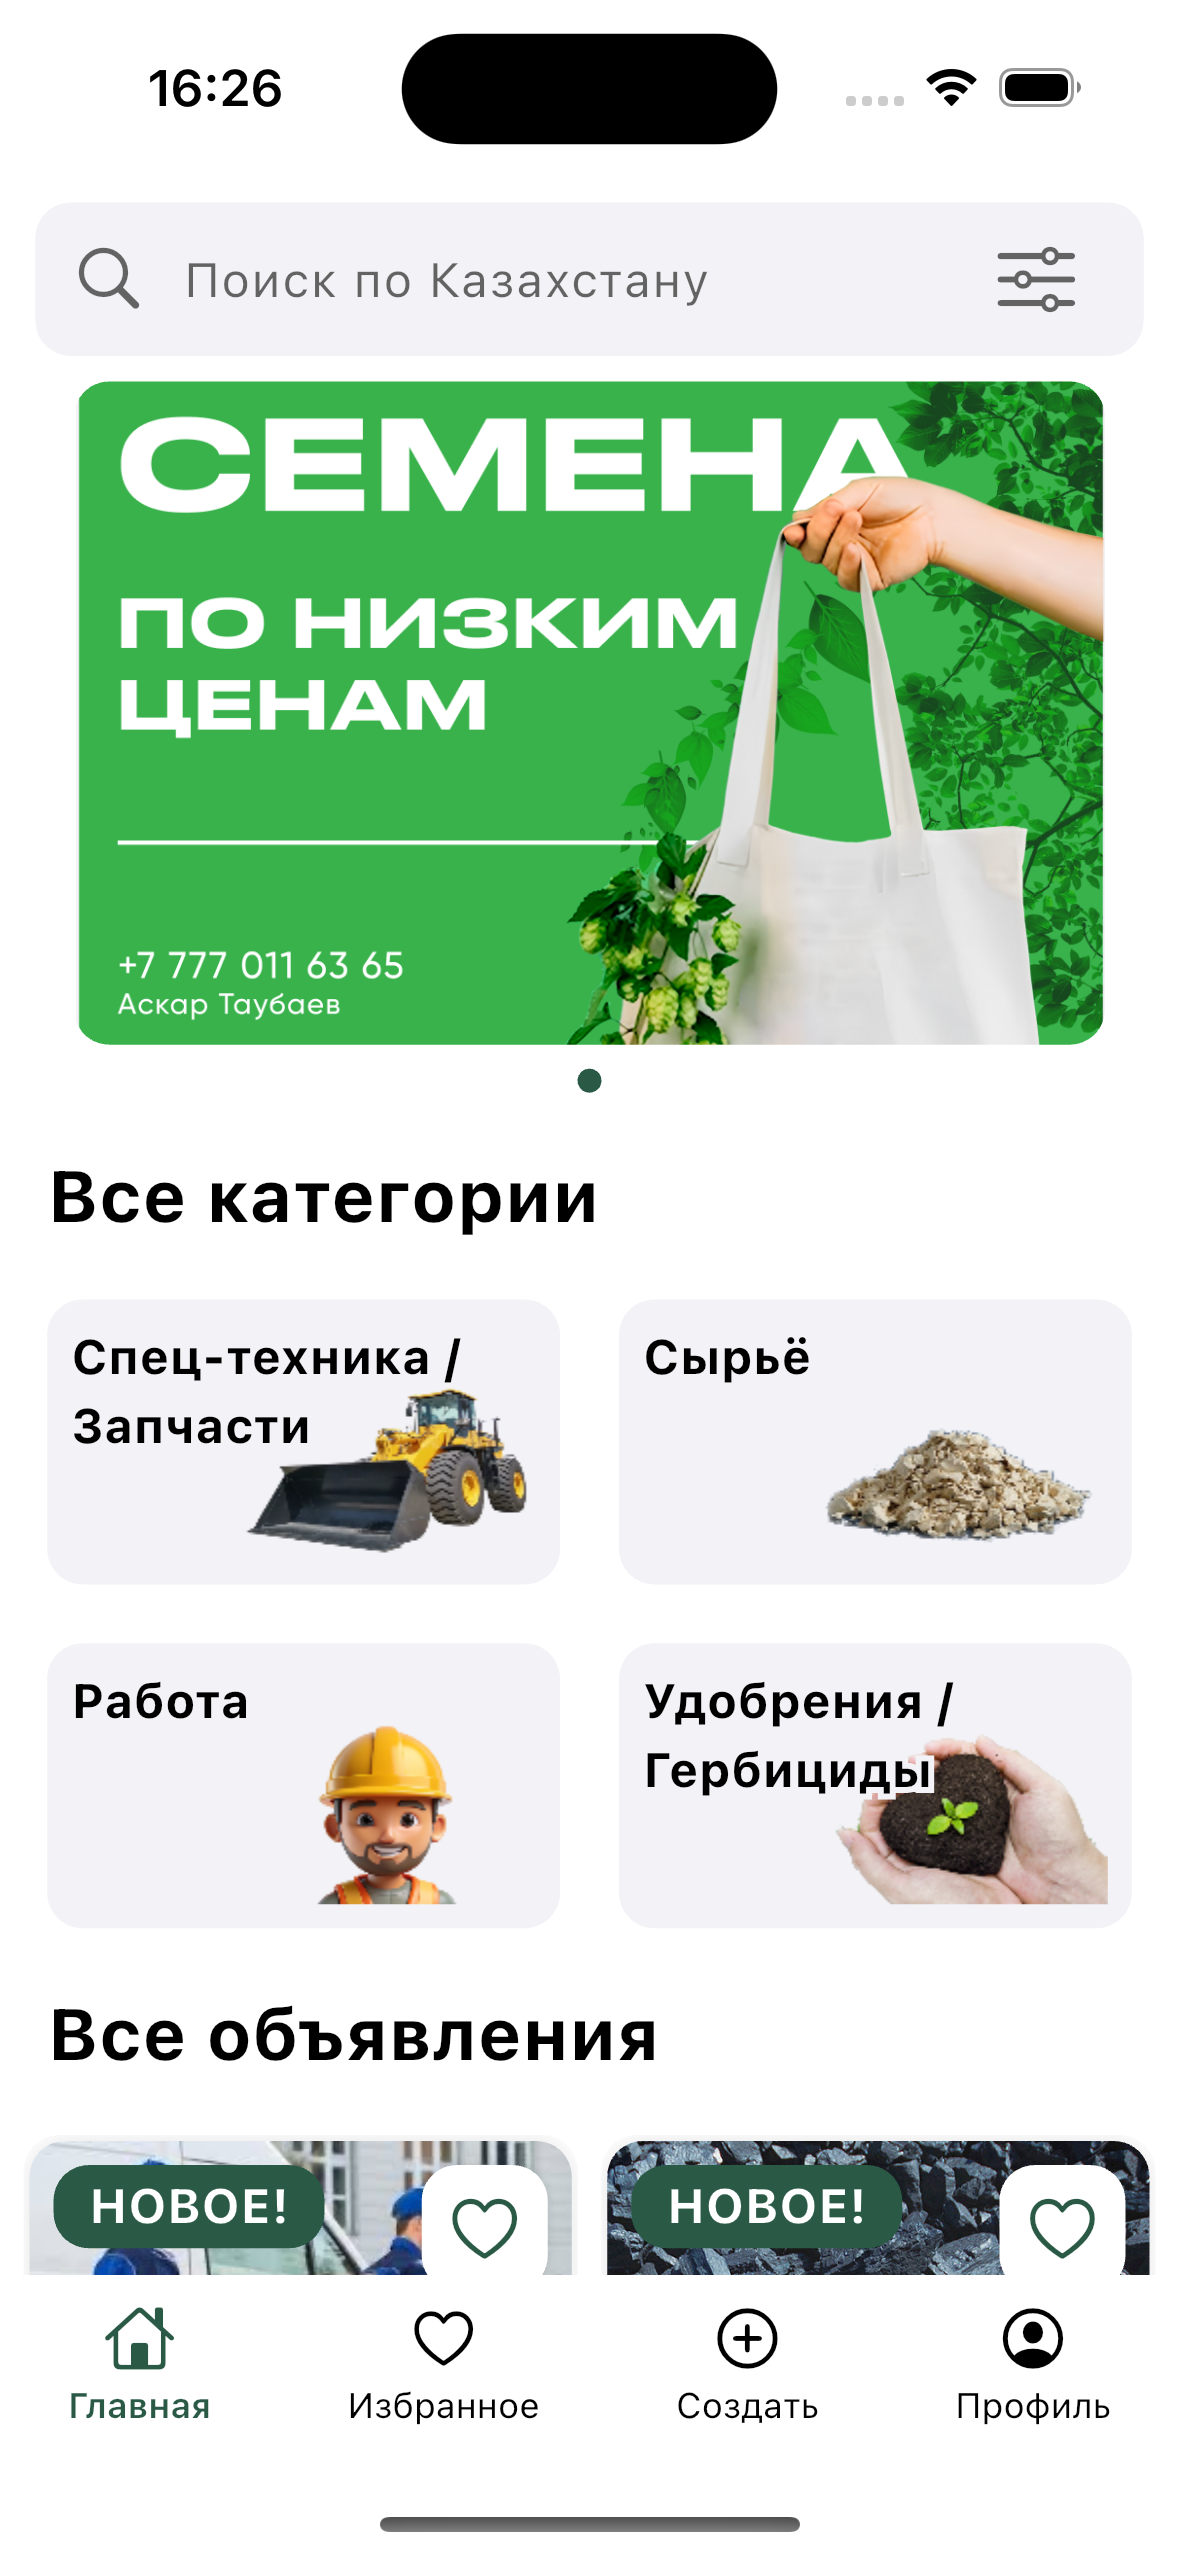 16:26
Поиск по Казахстану
СЕМЕНА
ПО НИЗКИМ
ЦЕНАМ
+7 777 011 63 65
Аскар Таубаев
Все категории
Спец-техника /
Запчасти
Сырьё
Работа
Удобрения /
Гербициды
Все объявления
НОВОЕ!
НОВОЕ!
Главная
Избранное
Создать
Профиль